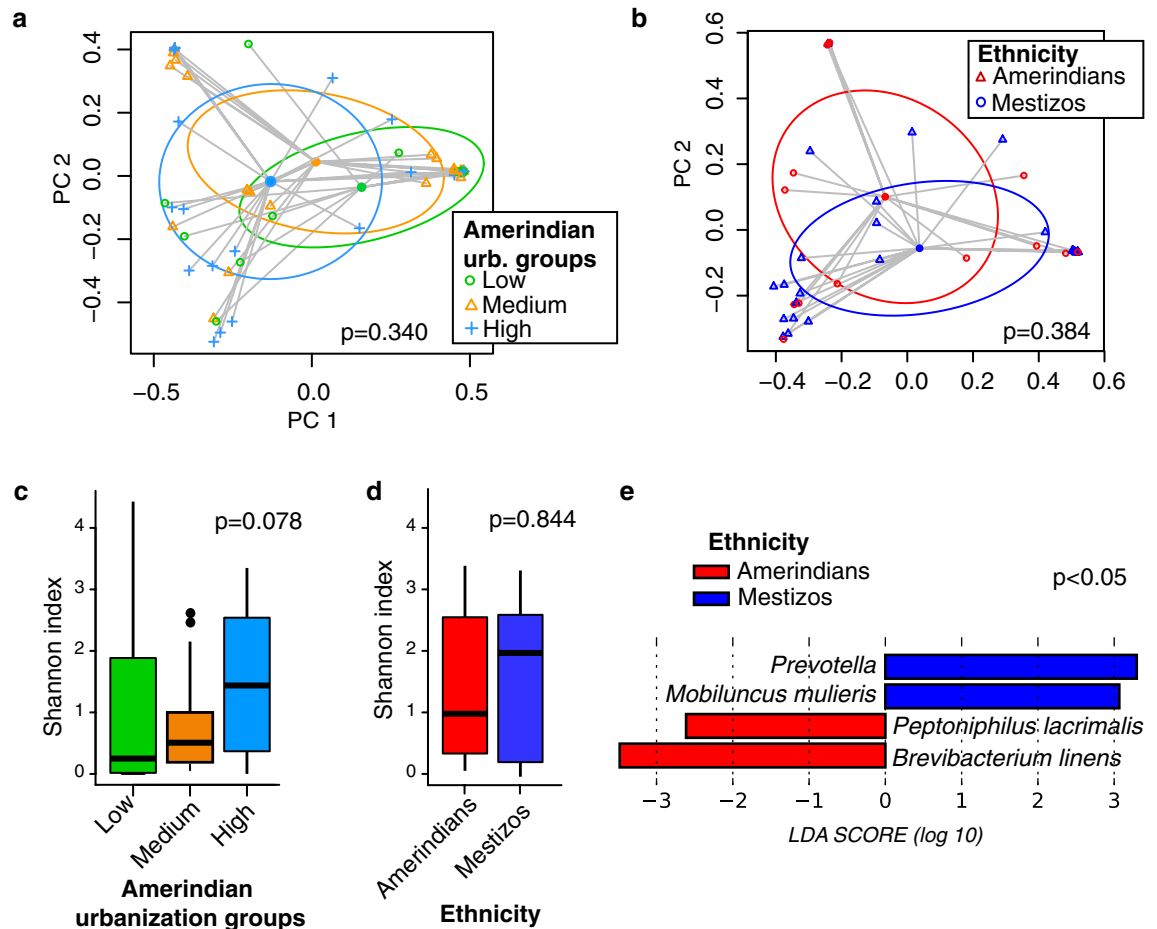 a
PC 2
0.4
0.2
0.0
−0.2
−0.4
−0.5
0.0
0.5
PC 1
Amerindian
urb. groups
Low
Medium
High
p=0.340
b
PC 2
0.6
0.4
0.2
0.0
−0.2
−0.4
−0.2
0.0
0.2
0.4
0.6
Ethnicity
Amerindians
Mestizos
p=0.384
c
Shannon index
4
3
2
1
0
p=0.078
Low
Medium
High
Amerindian
urbanization groups
d
Shannon index
4
3
2
1
0
p=0.844
Amerindians
Mestizos
Ethnicity
e
Ethnicity
Amerindians
Mestizos
p<0.05
Prevotella
Mobiluncus mulieris
Peptoniphilus lacrimalis
Brevibacterium linens
−3
−2
−1
0
1
2
3
LDA SCORE (log 10)